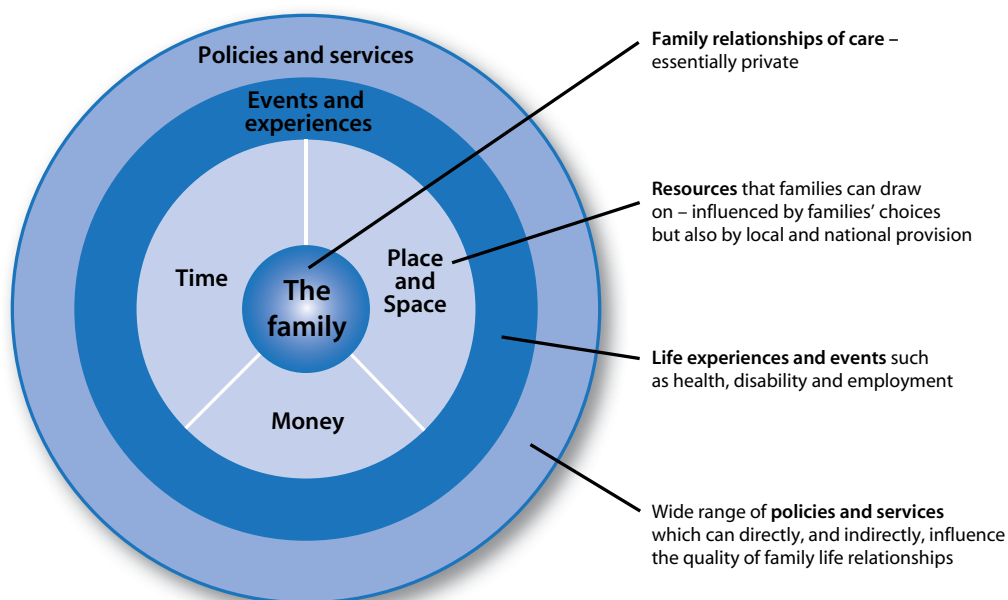 Policies and services
Events and
experiences
Time
The
family
Place
and
Space
Money
Family relationships of care –
essentially private
Resources that families can draw
on – influenced by families’ choices
but also by local and national provision
Life experiences and events such
as health, disability and employment
Wide range of policies and services
which can directly, and indirectly, influence
the quality of family life relationships